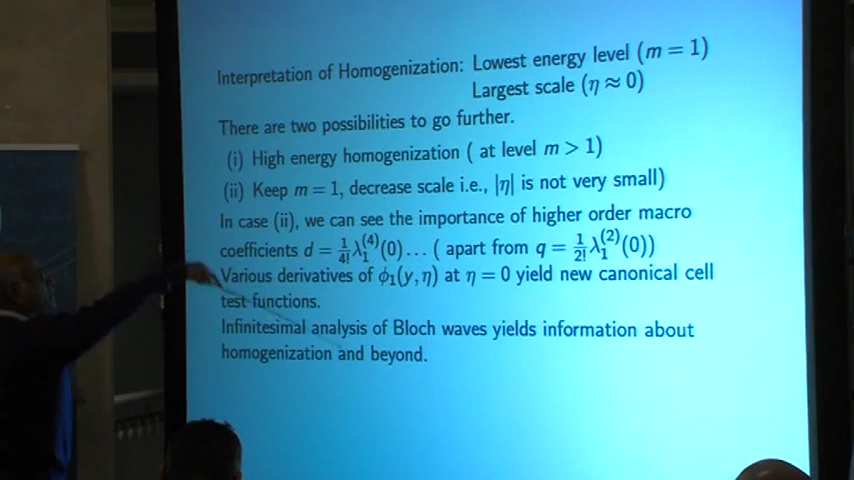 Interpretation of Homogenization: Lowest energy level (m = 1)
Largest scale (η ≈ 0)
There are two possibilities to go further.
(i) High energy homogenization ( at level m > 1)
(ii) Keep m = 1, decrease scale i.e., |η| is not very small)
In case (ii), we can see the importance of higher order macro
coefficients d = 1/4! λ₁⁽⁴⁾(0)… ( apart from q = 1/2! λ₁⁽²⁾(0))
Various derivatives of ϕ₁(y, η) at η = 0 yield new canonical cell
test functions.
Infinitesimal analysis of Bloch waves yields information about
homogenization and beyond.